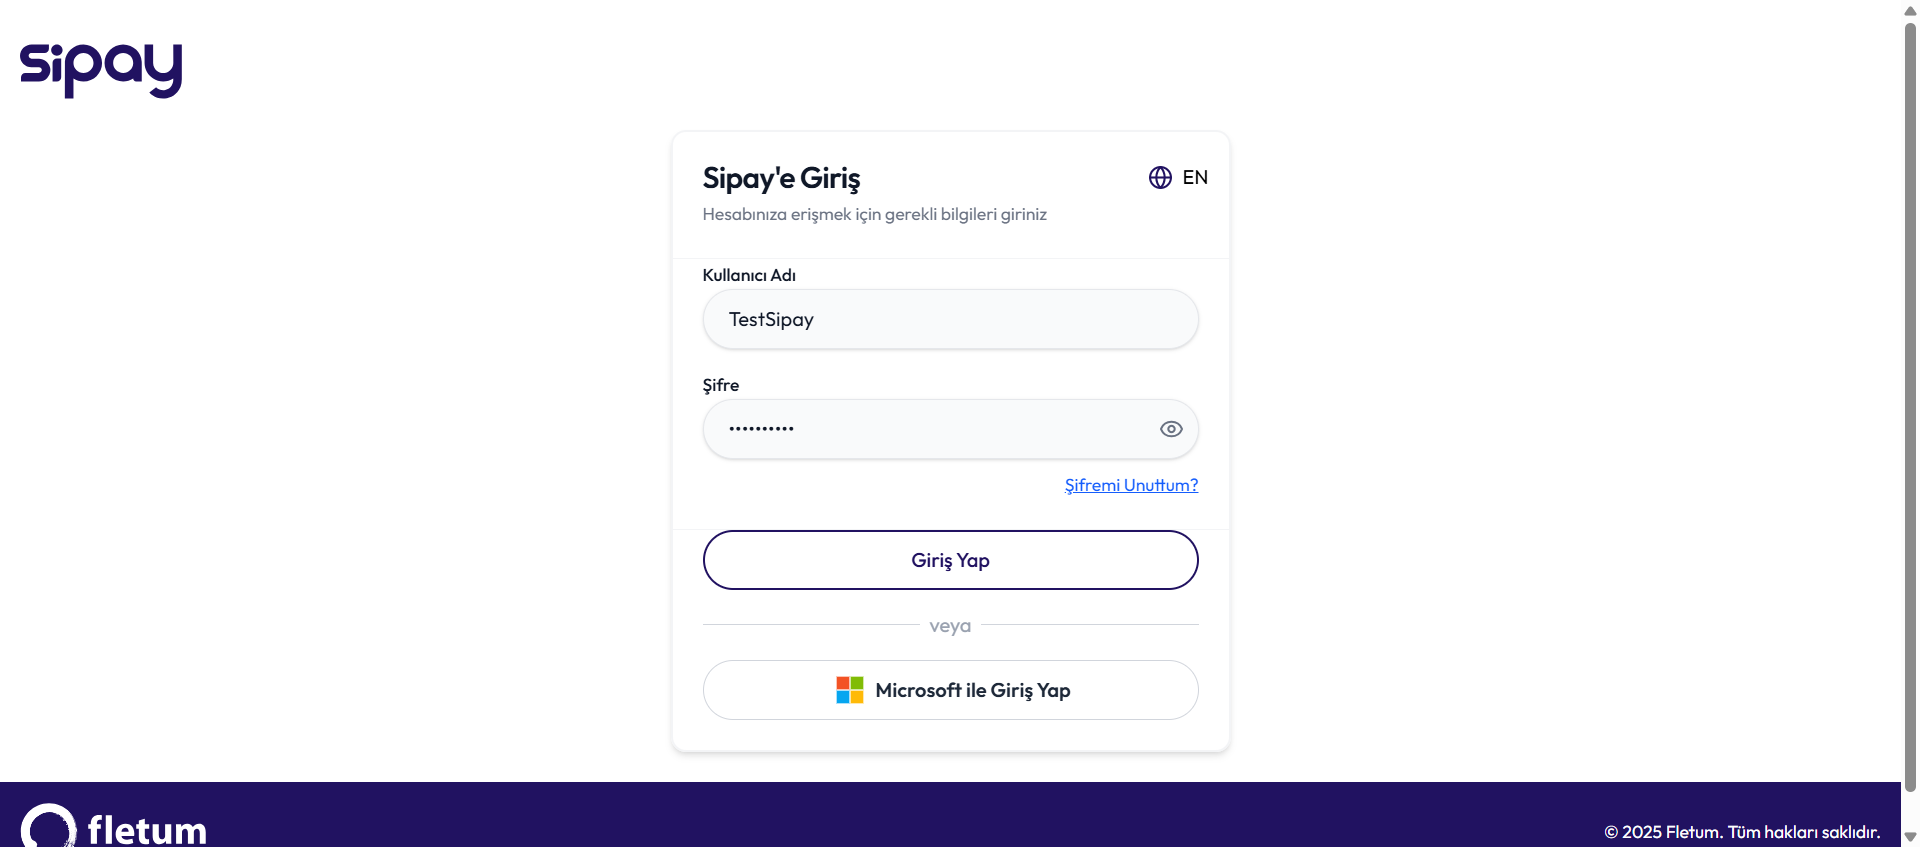 sipay
Sipay'e Giriş
EN
Hesabınıza erişmek için gerekli bilgileri giriniz
Kullanıcı Adı
TestSipay
Şifre
••••••••••
Şifremi Unuttum?
Giriş Yap
veya
Microsoft ile Giriş Yap
fletum
© 2025 Fletum. Tüm hakları saklıdır.